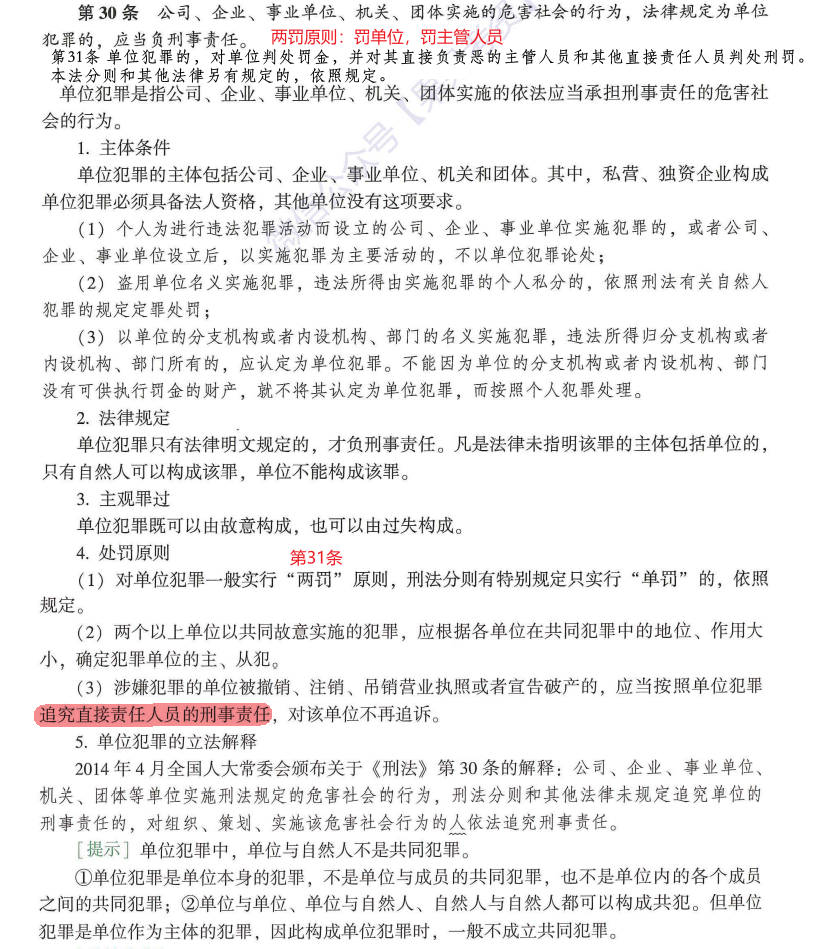 第 30 条 公司、企业、事业单位、机关、团体实施的危害社会的行为，法律规定为单位
犯罪的，应当负刑事责任。 两罚原则：罚单位，罚主管人员
第31条 单位犯罪的，对单位判处罚金，并对其直接负责恶的主管人员和其他直接责任人员判处刑罚。
本法分则和其他法律另有规定的，依照规定。
单位犯罪是指公司、企业、事业单位、机关、团体实施的依法应当承担刑事责任的危害社
会的行为。
1. 主体条件
单位犯罪的主体包括公司、企业、事业单位、机关和团体。其中，私营、独资企业构成
单位犯罪必须具备法人资格，其他单位没有这项要求。
（1）个人为进行违法犯罪活动而设立的公司、企业、事业单位实施犯罪的，或者公司、
企业、事业单位设立后，以实施犯罪为主要活动的，不以单位犯罪论处；
（2）盗用单位名义实施犯罪，违法所得由实施犯罪的个人私分的，依照刑法有关自然人
犯罪的规定定罪处罚；
（3）以单位的分支机构或者内设机构、部门的名义实施犯罪，违法所得归分支机构或者
内设机构、部门所有的，应认定为单位犯罪。不能因为单位的分支机构或者内设机构、部门
没有可供执行罚金的财产，就不将其认定为单位犯罪，而按照个人犯罪处理。
2. 法律规定
单位犯罪只有法律明文规定的，才负刑事责任。凡是法律未指明该罪的主体包括单位的，
只有自然人可以构成该罪，单位不能构成该罪。
3. 主观罪过
单位犯罪既可以由故意构成，也可以由过失构成。
4. 处罚原则 第31条
（1）对单位犯罪一般实行“两罚”原则，刑法分则有特别规定只实行“单罚”的，依照
规定。
（2）两个以上单位以共同故意实施的犯罪，应根据各单位在共同犯罪中的地位、作用大
小，确定犯罪单位的主、从犯。
（3）涉嫌犯罪的单位被撤销、注销、吊销营业执照或者宣告破产的，应当按照单位犯罪
追究直接责任人员的刑事责任，对该单位不再追诉。
5. 单位犯罪的立法解释
2014 年 4 月全国人大常委会颁布关于《刑法》第 30 条的解释：公司、企业、事业单位、
机关、团体等单位实施刑法规定的危害社会的行为，刑法分则和其他法律未规定追究单位的
刑事责任的，对组织、策划、实施该危害社会行为的人依法追究刑事责任。
［提示］单位犯罪中，单位与自然人不是共同犯罪。
①单位犯罪是单位本身的犯罪，不是单位与成员的共同犯罪，也不是单位内的各个成员
之间的共同犯罪；②单位与单位、单位与自然人、自然人与自然人都可以构成共犯。但单位
犯罪是单位作为主体的犯罪，因此构成单位犯罪时，一般不成立共同犯罪。
微信公众号【